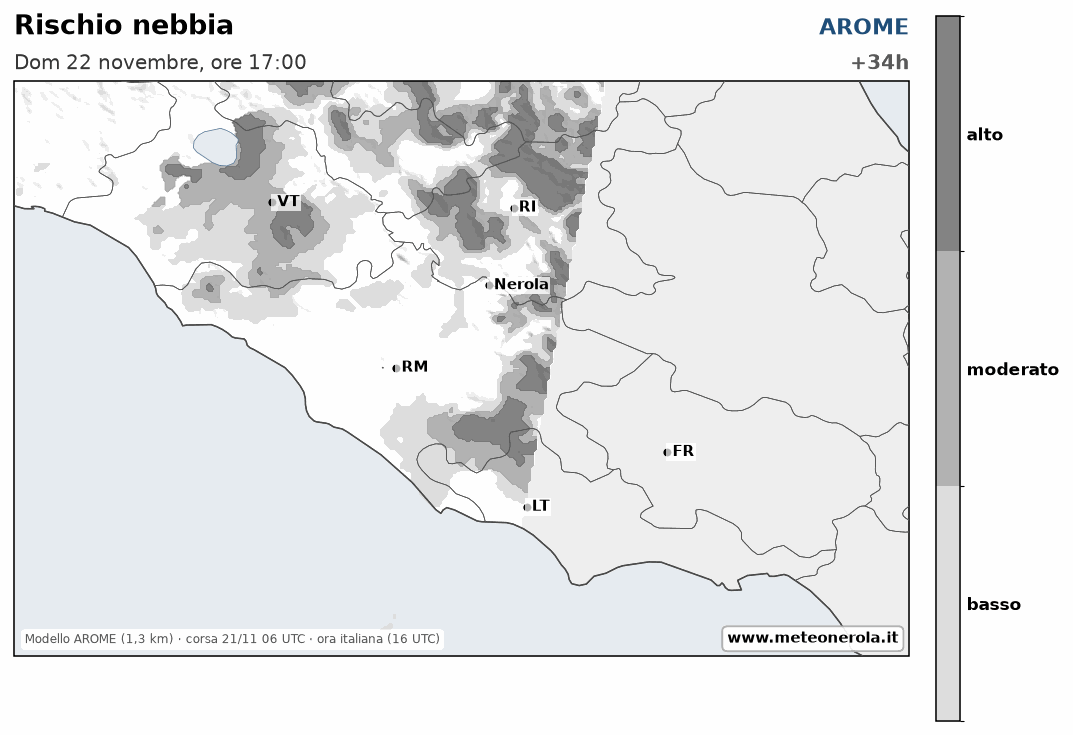 Rischio nebbia
AROME
Dom 22 novembre, ore 17:00
+34h
alto
VT
RI
Nerola
RM
moderato
FR
LT
basso
Modello AROME (1,3 km) · corsa 21/11 06 UTC · ora italiana (16 UTC)
www.meteonerola.it